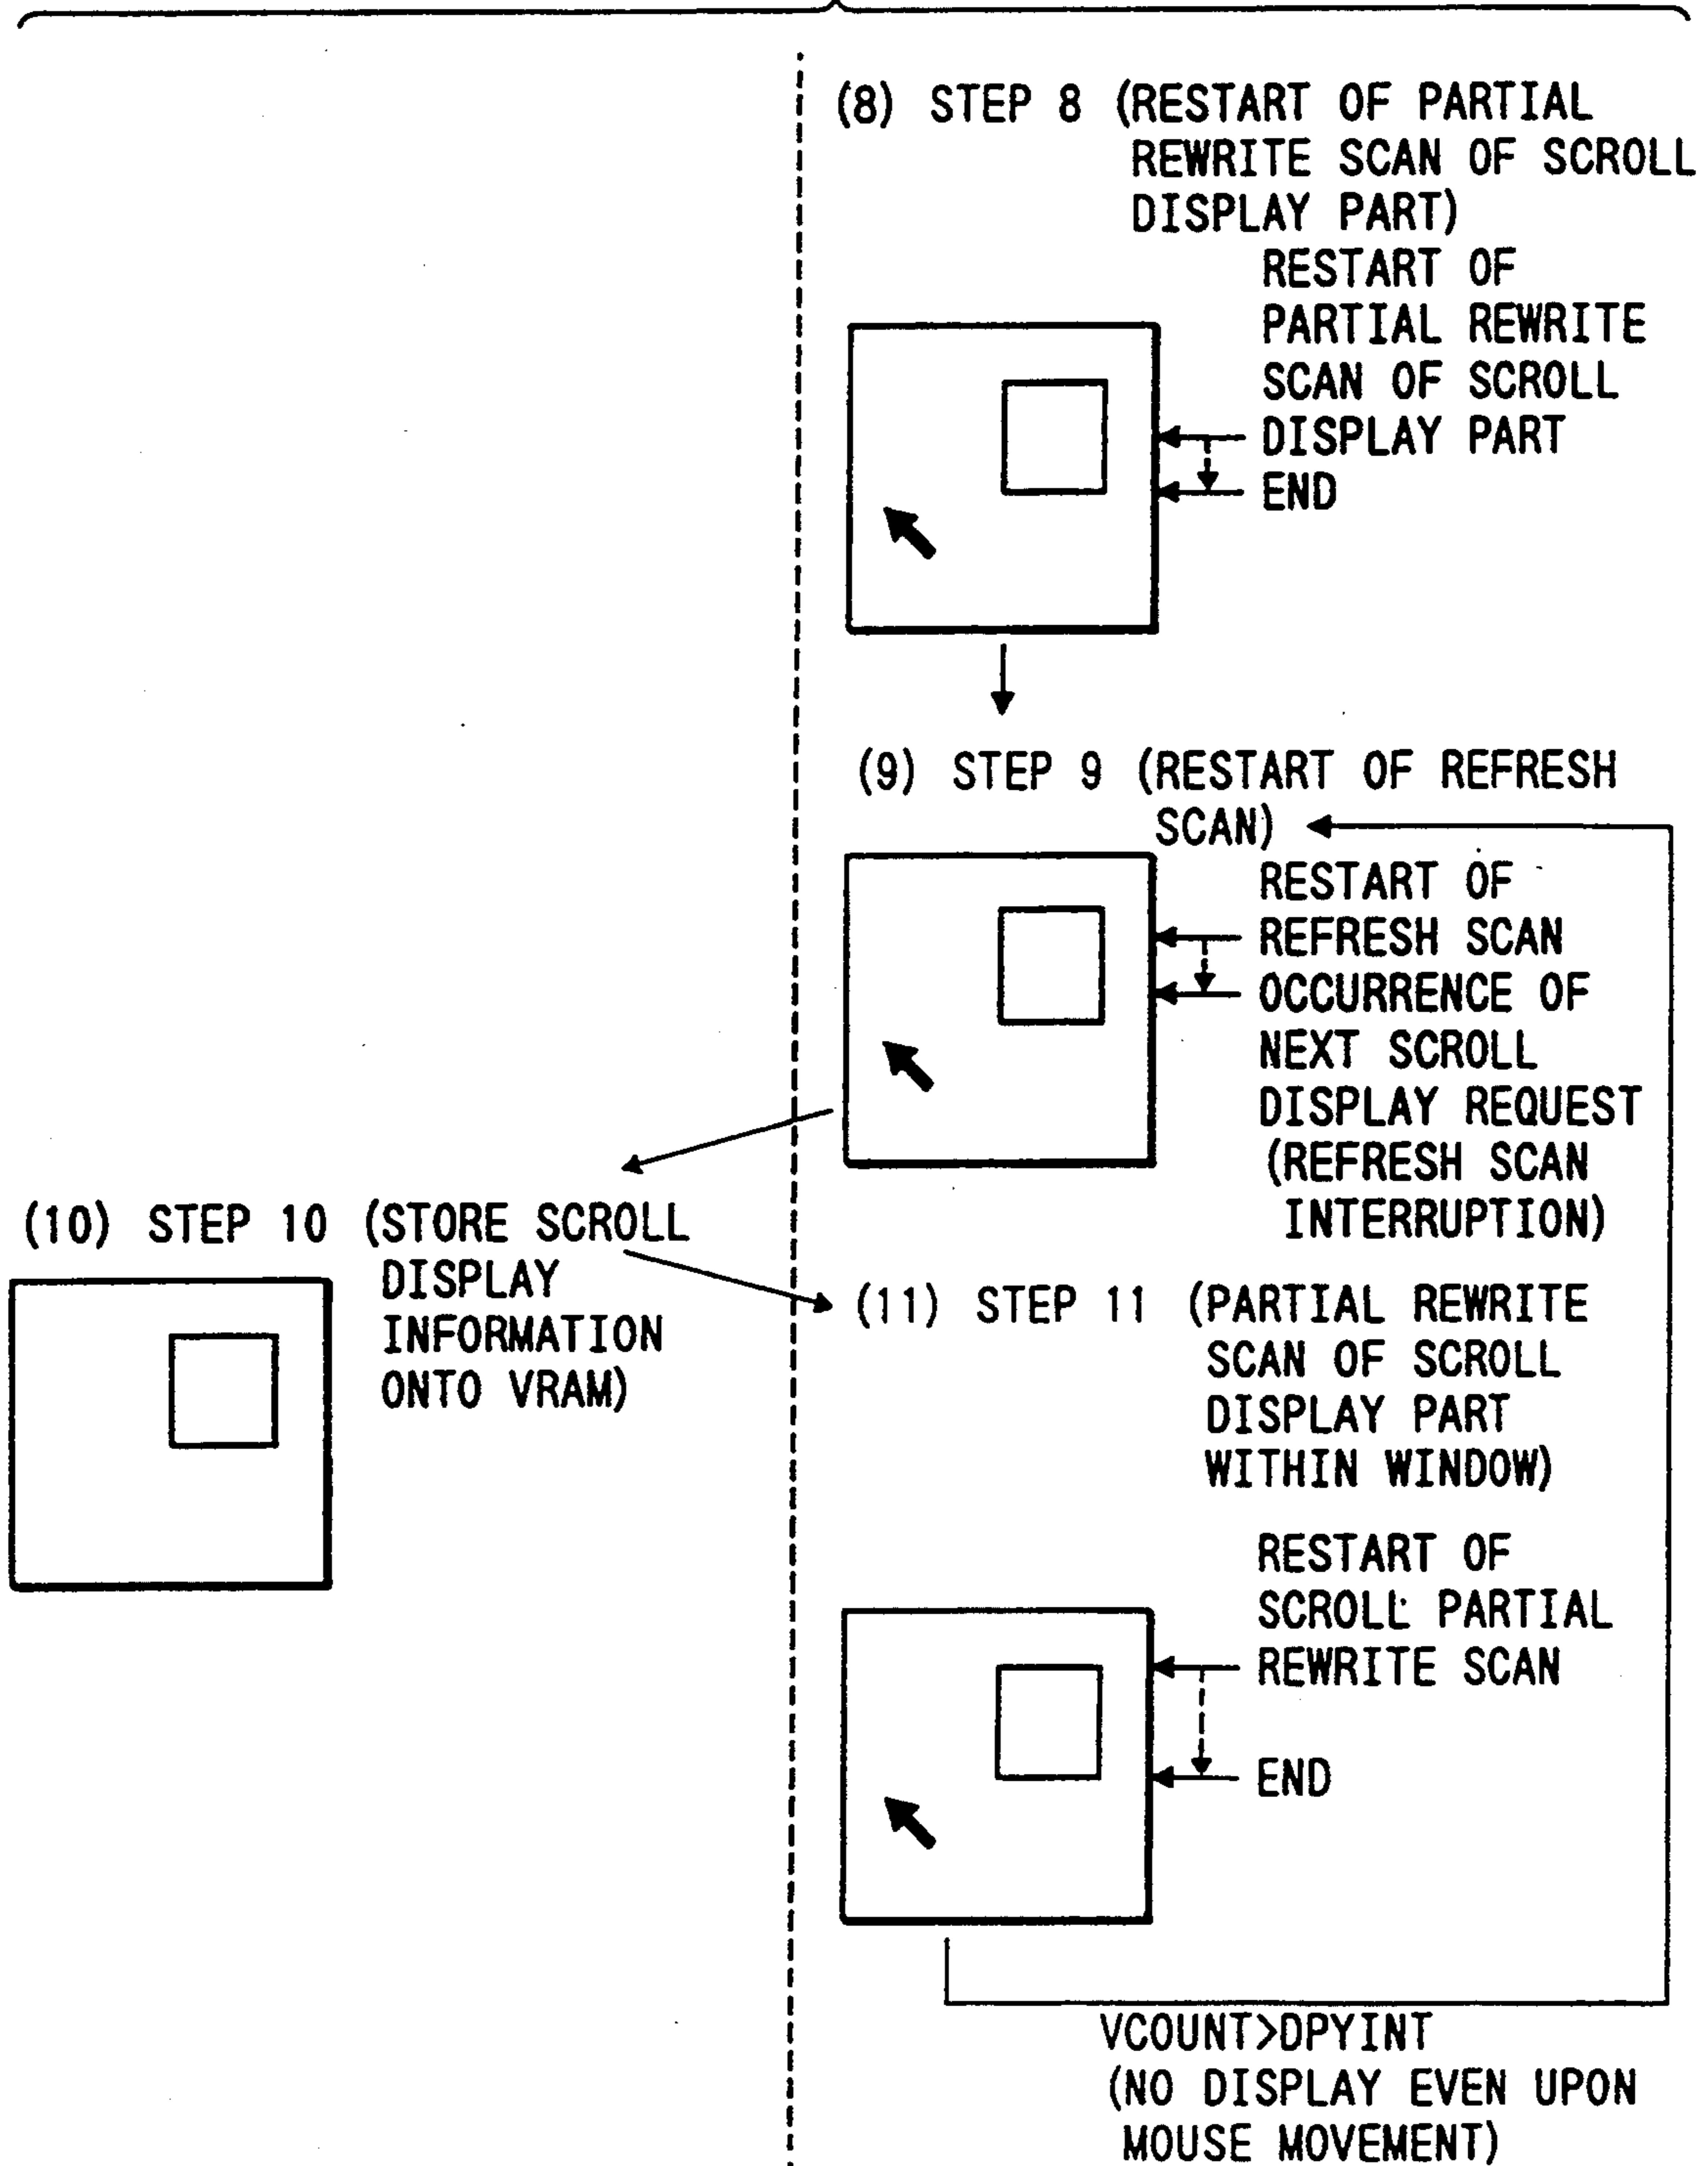 (8) STEP 8 (RESTART OF PARTIAL
REWRITE SCAN OF SCROLL
DISPLAY PART)
RESTART OF
PARTIAL REWRITE
SCAN OF SCROLL
DISPLAY PART
END
(9) STEP 9 (RESTART OF REFRESH
SCAN)
RESTART OF
REFRESH SCAN
OCCURRENCE OF
NEXT SCROLL
DISPLAY REQUEST
(REFRESH SCAN
INTERRUPTION)
(10) STEP 10 (STORE SCROLL
DISPLAY
INFORMATION
ONTO VRAM)
(11) STEP 11 (PARTIAL REWRITE
SCAN OF SCROLL
DISPLAY PART
WITHIN WINDOW)
RESTART OF
SCROLL PARTIAL
REWRITE SCAN
END
VCOUNT>DPYINT
(NO DISPLAY EVEN UPON
MOUSE MOVEMENT)